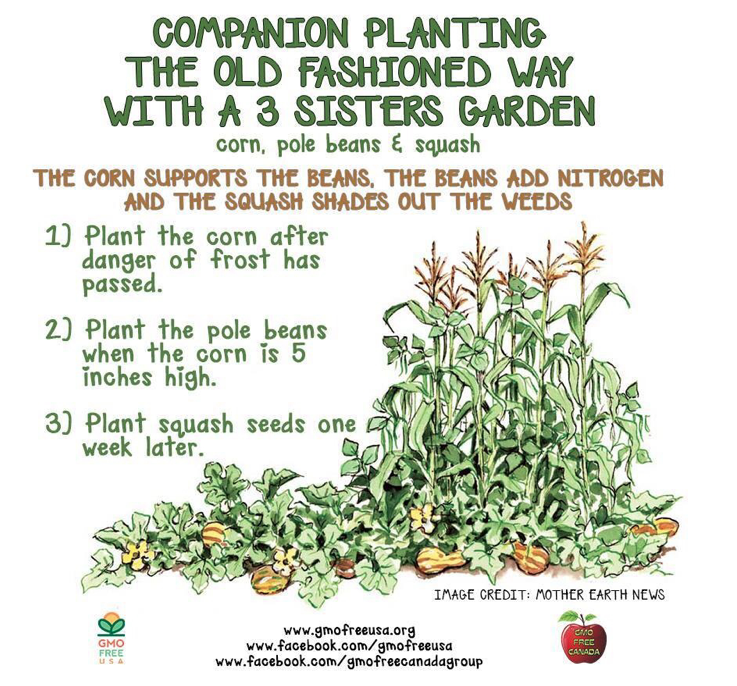 COMPANION PLANTING
THE OLD FASHIONED WAY
WITH A 3 SISTERS GARDEN
corn, pole beans & squash
THE CORN SUPPORTS THE BEANS, THE BEANS ADD NITROGEN
AND THE SQUASH SHADES OUT THE WEEDS
1) Plant the corn after
danger of frost has
passed.
2) Plant the pole beans
when the corn is 5
inches high.
3) Plant squash seeds one
week later.
IMAGE CREDIT: MOTHER EARTH NEWS
GMO
FREE
USA
www.gmofreeusa.org
www.facebook.com/gmofreeusa
www.facebook.com/gmofreecanadagroup
GMO
FREE
CANADA